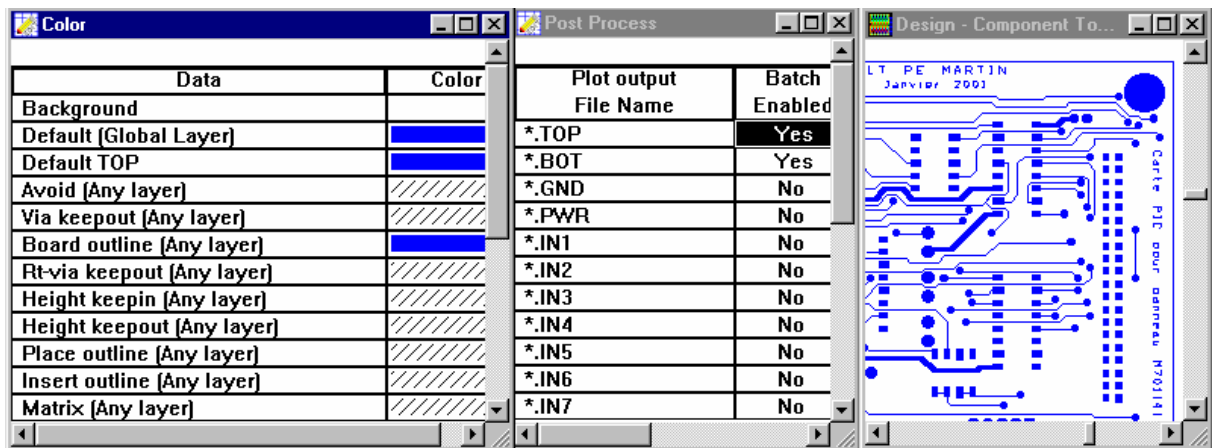 Color
Data Color
Background
Default (Global Layer)
Default TOP
Avoid (Any layer)
Via keepout (Any layer)
Board outline (Any layer)
Rt-via keepout (Any layer)
Height keepin (Any layer)
Height keepout (Any layer)
Place outline (Any layer)
Insert outline (Any layer)
Matrix (Any layer)
Post Process
Plot output Batch
File Name Enabled
*.TOP Yes
*.BOT Yes
*.GND No
*.PWR No
*.IN1 No
*.IN2 No
*.IN3 No
*.IN4 No
*.IN5 No
*.IN6 No
*.IN7 No
Design - Component To...
LT PE MARTIN
Janvier 2001
Carte PIC pour panneau M701141